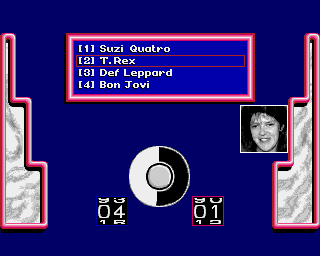 [1] Suzi Quatro
[2] T.Rex
[3] Def Leppard
[4] Bon Jovi
04
01